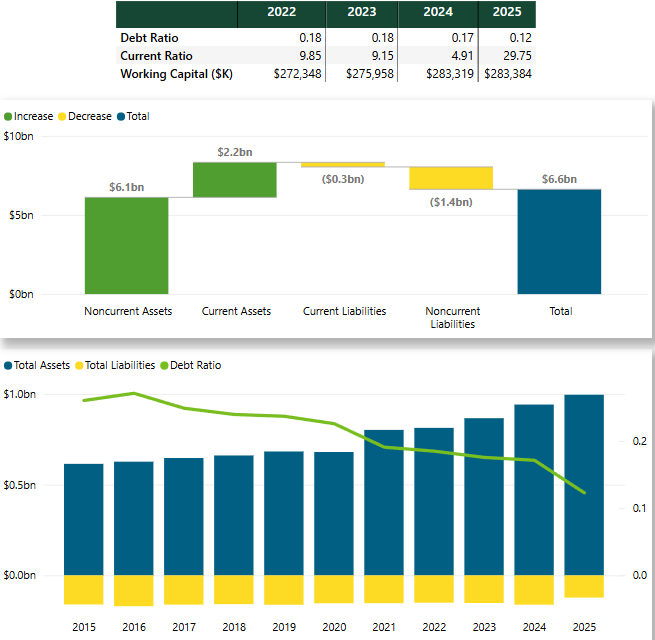 2022 2023 2024 2025
Debt Ratio 0.18 0.18 0.17 0.12
Current Ratio 9.85 9.15 4.91 29.75
Working Capital ($K) $272,348 $275,958 $283,319 $283,384
Increase Decrease Total
$10bn
$2.2bn
$6.1bn ($0.3bn) $6.6bn
($1.4bn)
$5bn
$0bn
Noncurrent Assets Current Assets Current Liabilities Noncurrent Liabilities Total
Total Assets Total Liabilities Debt Ratio
$1.0bn
0.2
$0.5bn
0.1
$0.0bn 0.0
2015 2016 2017 2018 2019 2020 2021 2022 2023 2024 2025